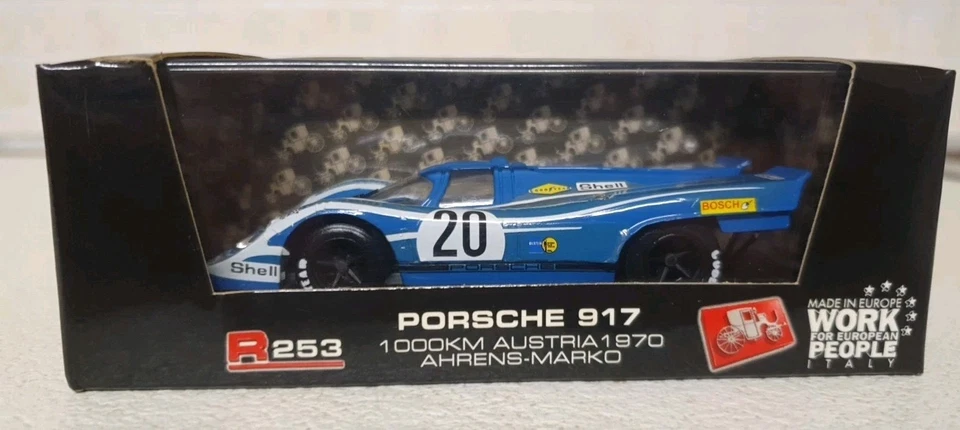 Shell
BOSCH
20
Shell
R253
PORSCHE 917
1000KM AUSTRIA1970
AHRENS-MARKO
MADE IN EUROPE
WORK
FOR EUROPEAN
PEOPLE
ITALY